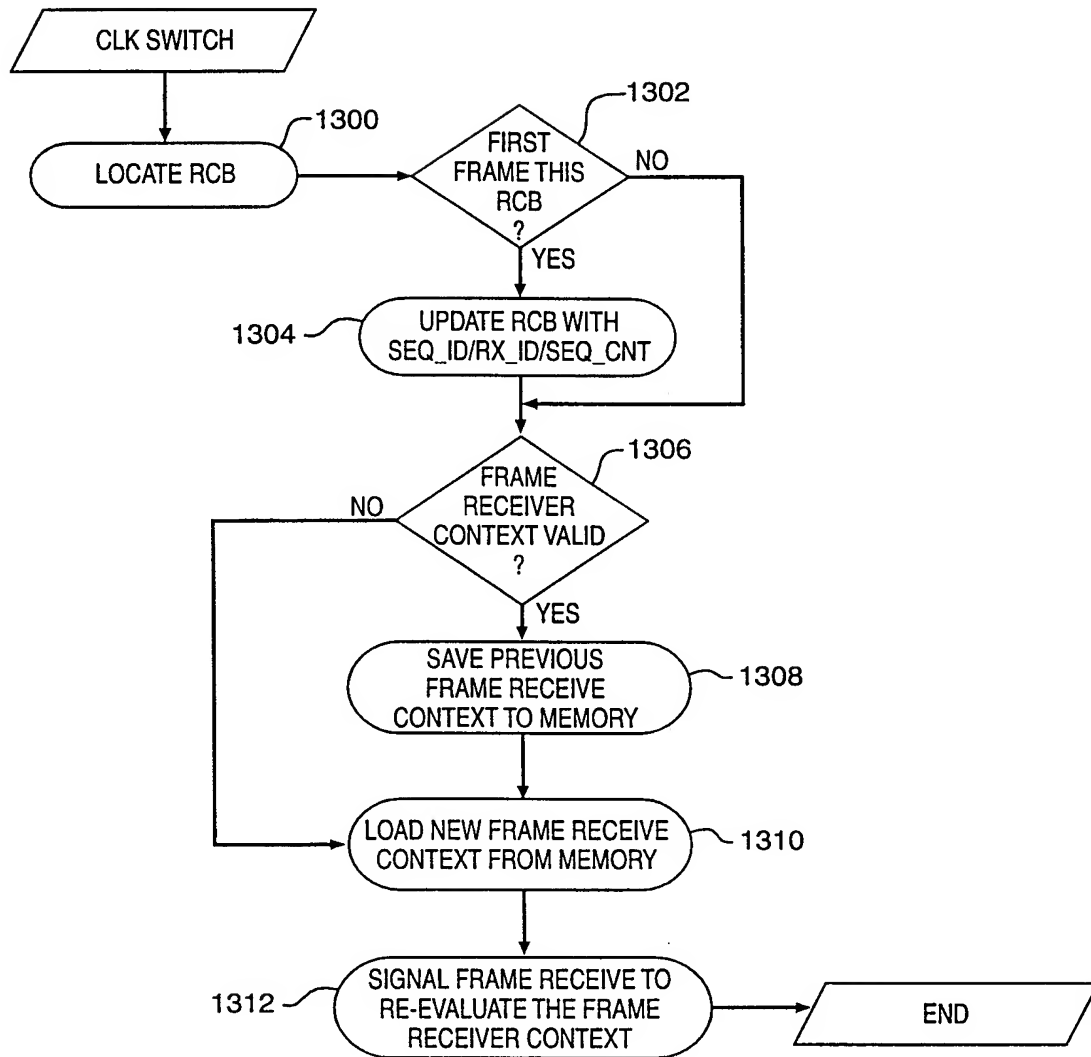 CLK SWITCH
1300
LOCATE RCB
1302
FIRST
FRAME THIS
RCB
?
NO
YES
1304
UPDATE RCB WITH
SEQ_ID/RX_ID/SEQ_CNT
1306
FRAME
RECEIVER
CONTEXT VALID
?
NO
YES
SAVE PREVIOUS
FRAME RECEIVE
CONTEXT TO MEMORY
1308
LOAD NEW FRAME RECEIVE
CONTEXT FROM MEMORY
1310
1312
SIGNAL FRAME RECEIVE TO
RE-EVALUATE THE FRAME
RECEIVER CONTEXT
END